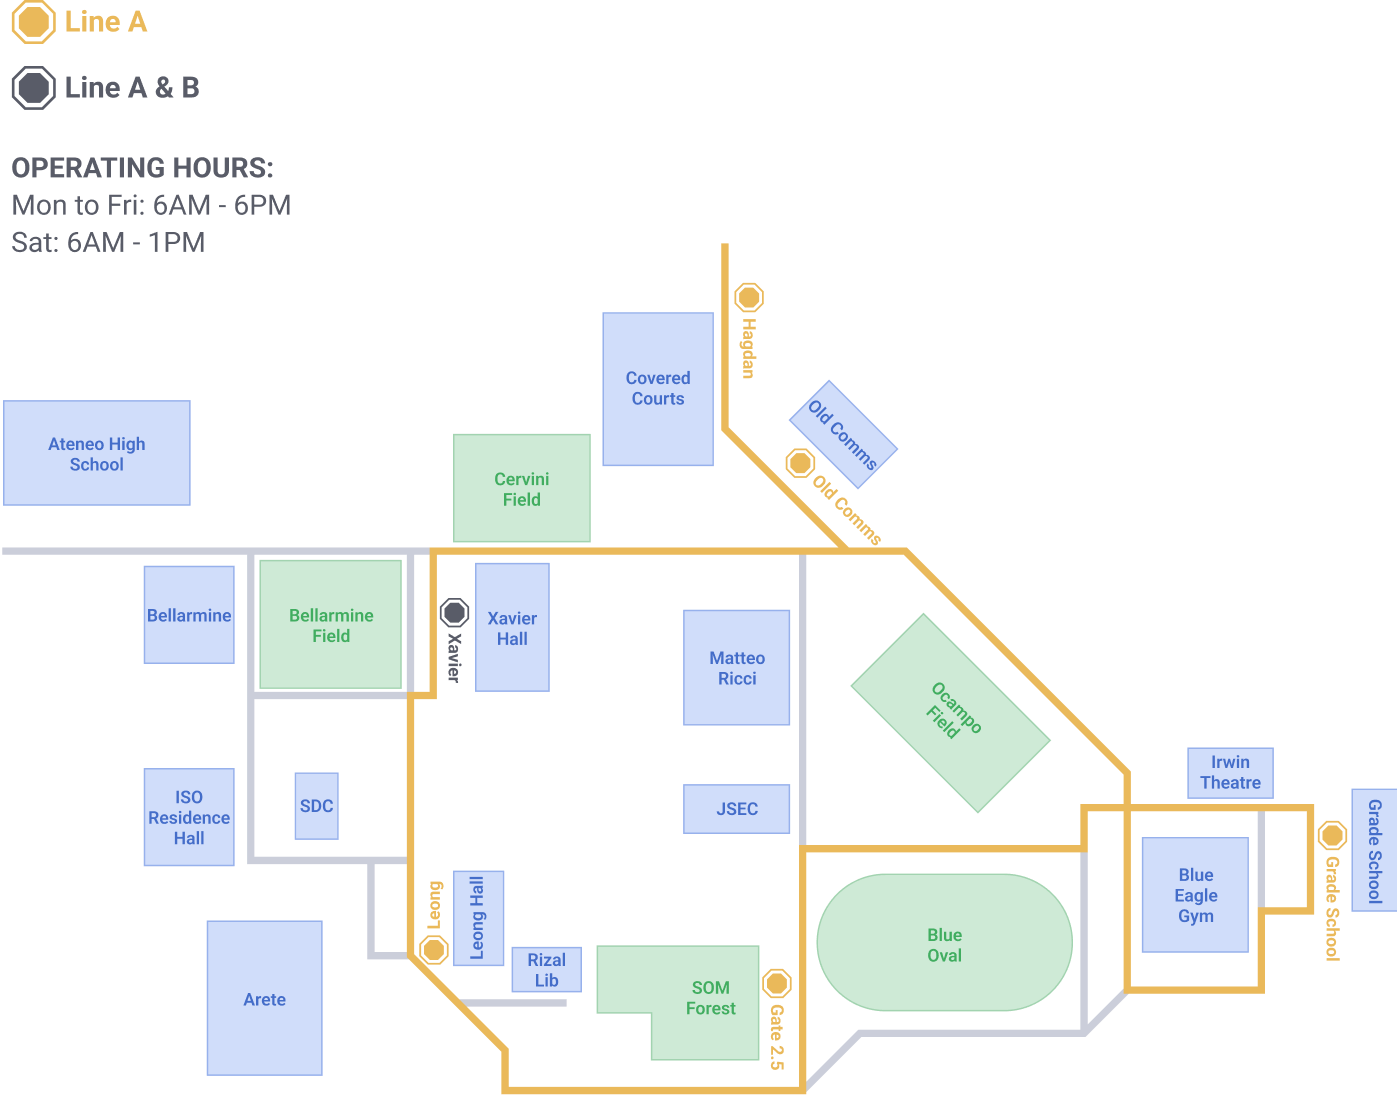 Line A
Line A & B
OPERATING HOURS:
Mon to Fri: 6AM - 6PM
Sat: 6AM - 1PM
Hagdan
Covered
Courts
Old Comms
Old Comms
Ateneo High
School
Cervini
Field
Bellarmine
Bellarmine
Field
Xavier
Xavier
Hall
Matteo
Ricci
Ocampo
Field
Irwin
Theatre
ISO
Residence
Hall
SDC
JSEC
Grade School
Grade School
Blue
Eagle
Gym
Leong
Leong Hall
Rizal
Lib
Blue
Oval
Arete
SOM
Forest
Gate 2.5